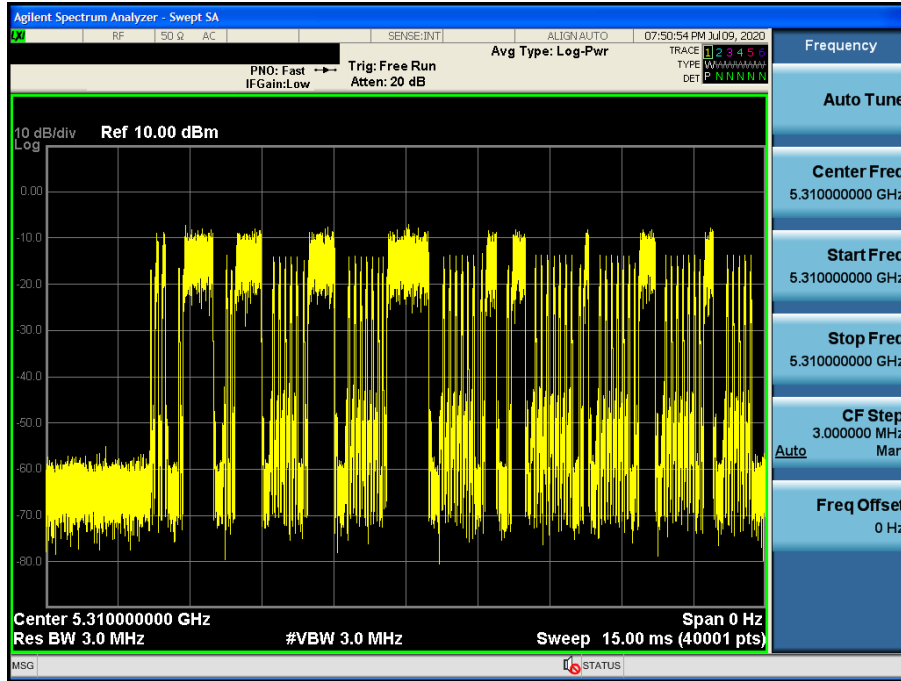 Agilent Spectrum Analyzer - Swept SA
LXI RF 50 Ω AC SENSE:INT ALIGN AUTO 07:50:54 PM Jul 09, 2020
Avg Type: Log-Pwr
TRACE 1 2 3 4 5 6
TYPE
DET P N N N N N
PNO: Fast
IFGain:Low
Trig: Free Run
Atten: 20 dB
10 dB/div
Log
Ref 10.00 dBm
0.00
-10.0
-20.0
-30.0
-40.0
-50.0
-60.0
-70.0
-80.0
Center 5.310000000 GHz
Span 0 Hz
Res BW 3.0 MHz
#VBW 3.0 MHz
Sweep 15.00 ms (40001 pts)
MSG
STATUS
Frequency
Auto Tune
Center Freq
5.310000000 GHz
Start Freq
5.310000000 GHz
Stop Freq
5.310000000 GHz
CF Step
3.000000 MHz
Auto Man
Freq Offset
0 Hz